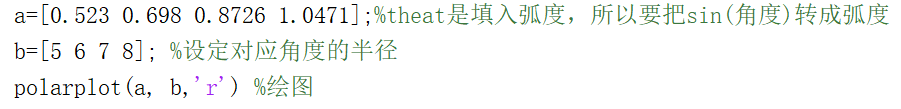 a=[0.523 0.698 0.8726 1.0471];%theat是填入弧度，所以要把sin(角度)转成弧度
b=[5 6 7 8]; %设定对应角度的半径
polarplot(a, b,'r') %绘图